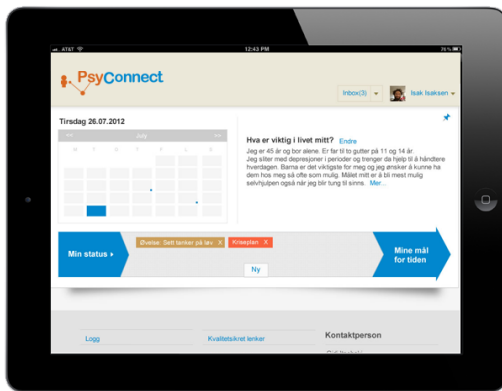 AT&T
12:43 PM
PsyConnect
Inbox(3)
Isak Isaksen
Tirsdag 26.07.2012
<<
July
>>
M T O T F L S
Hva er viktig i livet mitt? Endre
Jeg er 45 år og bor alene. Er far til to gutter på 11 og 14 år.
Jeg sliter med depresjoner i perioder og trenger da hjelp til å håndtere
hverdagen. Barna er det viktigste for meg og jeg ønsker å kunne ha
dem hos meg så ofte som mulig. Målet mitt er å bli mest mulig
selvhjulpen også når jeg blir tung til sinns. Mer...
Min status
Øvelse: Sett tanker på løv X
Kriseplan X
Mine mål
for tiden
Ny
Logg
Kvalitetsikret lenker
Kontaktperson